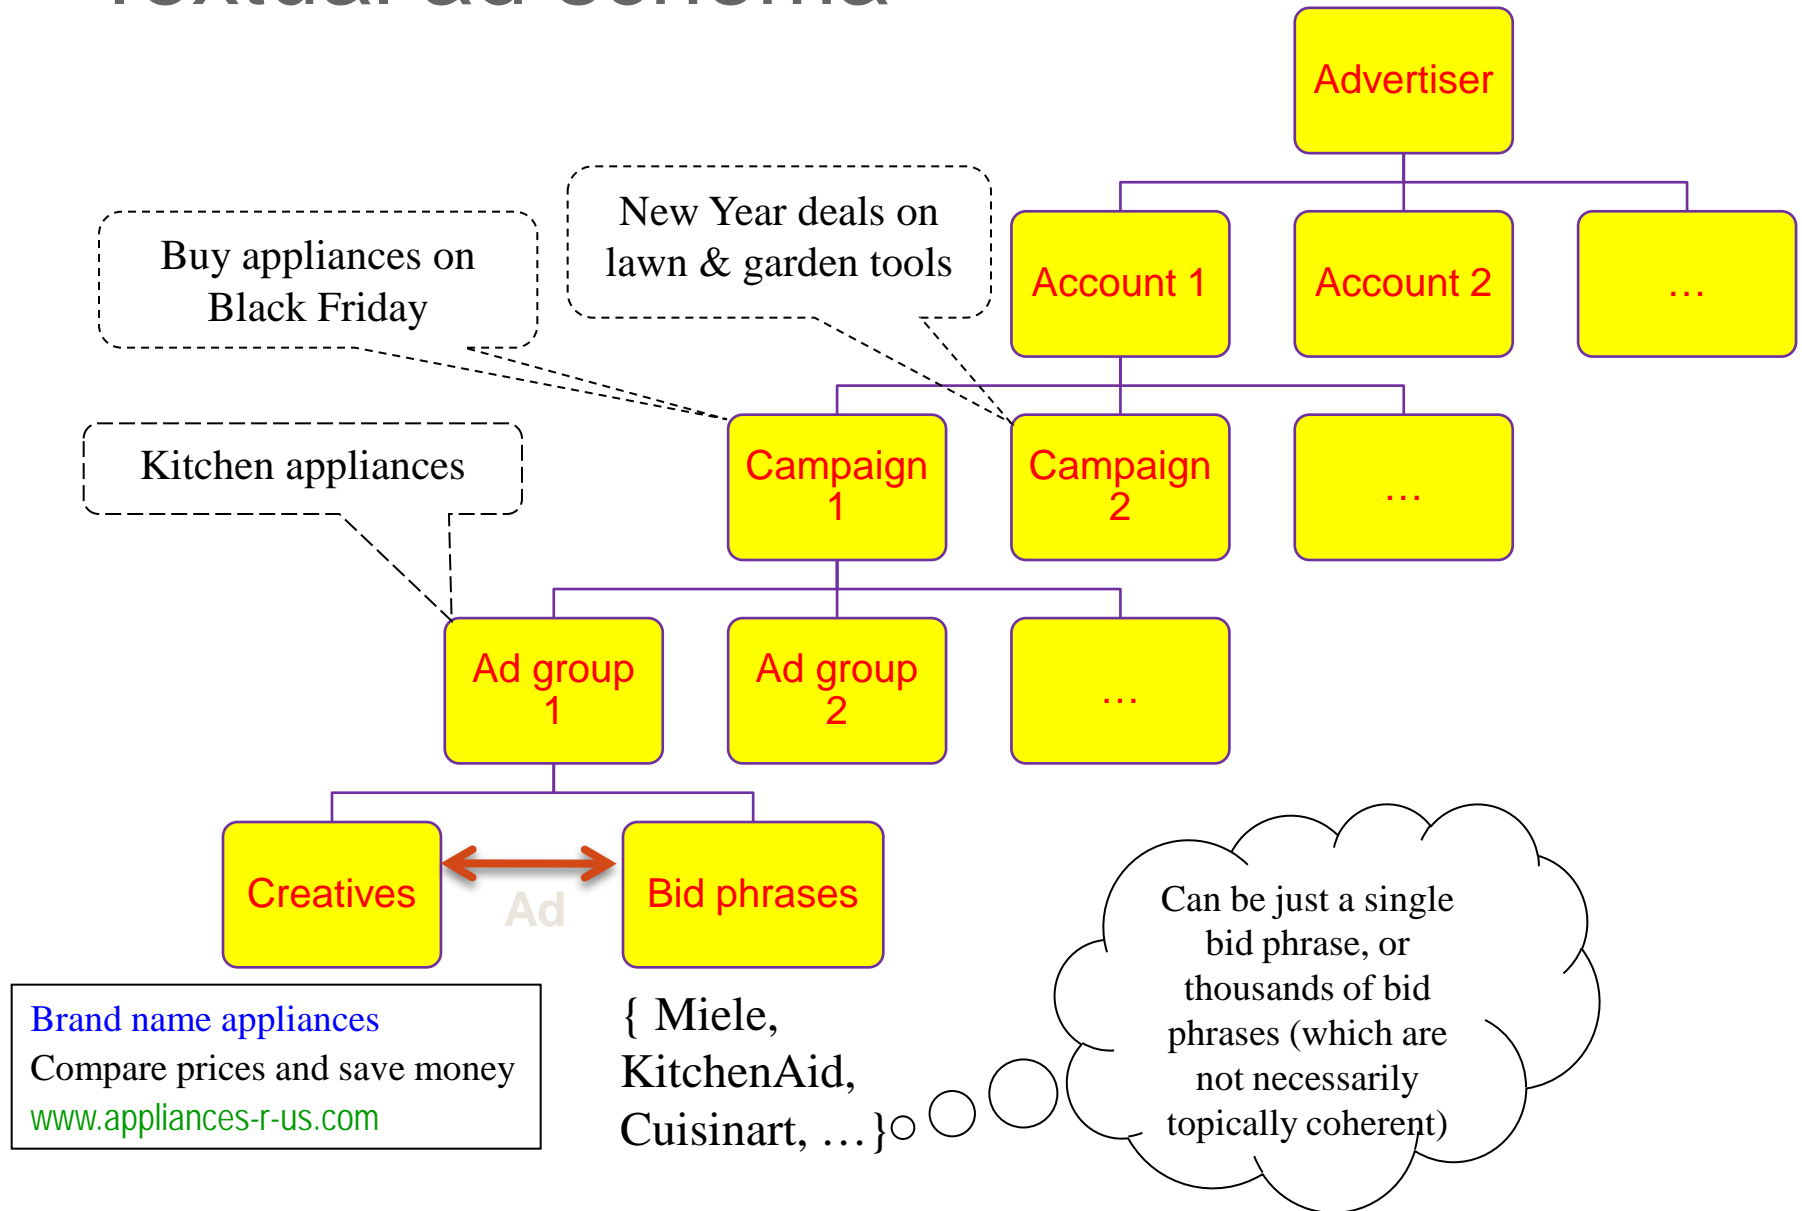 Textual ad schema
Advertiser
New Year deals on
lawn & garden tools
Buy appliances on
Black Friday
Account 1
Account 2
…
Kitchen appliances
Campaign
1
Campaign
2
…
Ad group
1
Ad group
2
…
Creatives
Ad
Bid phrases
Can be just a single
bid phrase, or
thousands of bid
phrases (which are
not necessarily
topically coherent)
Brand name appliances
Compare prices and save money
www.appliances-r-us.com
{ Miele,
KitchenAid,
Cuisinart, …}